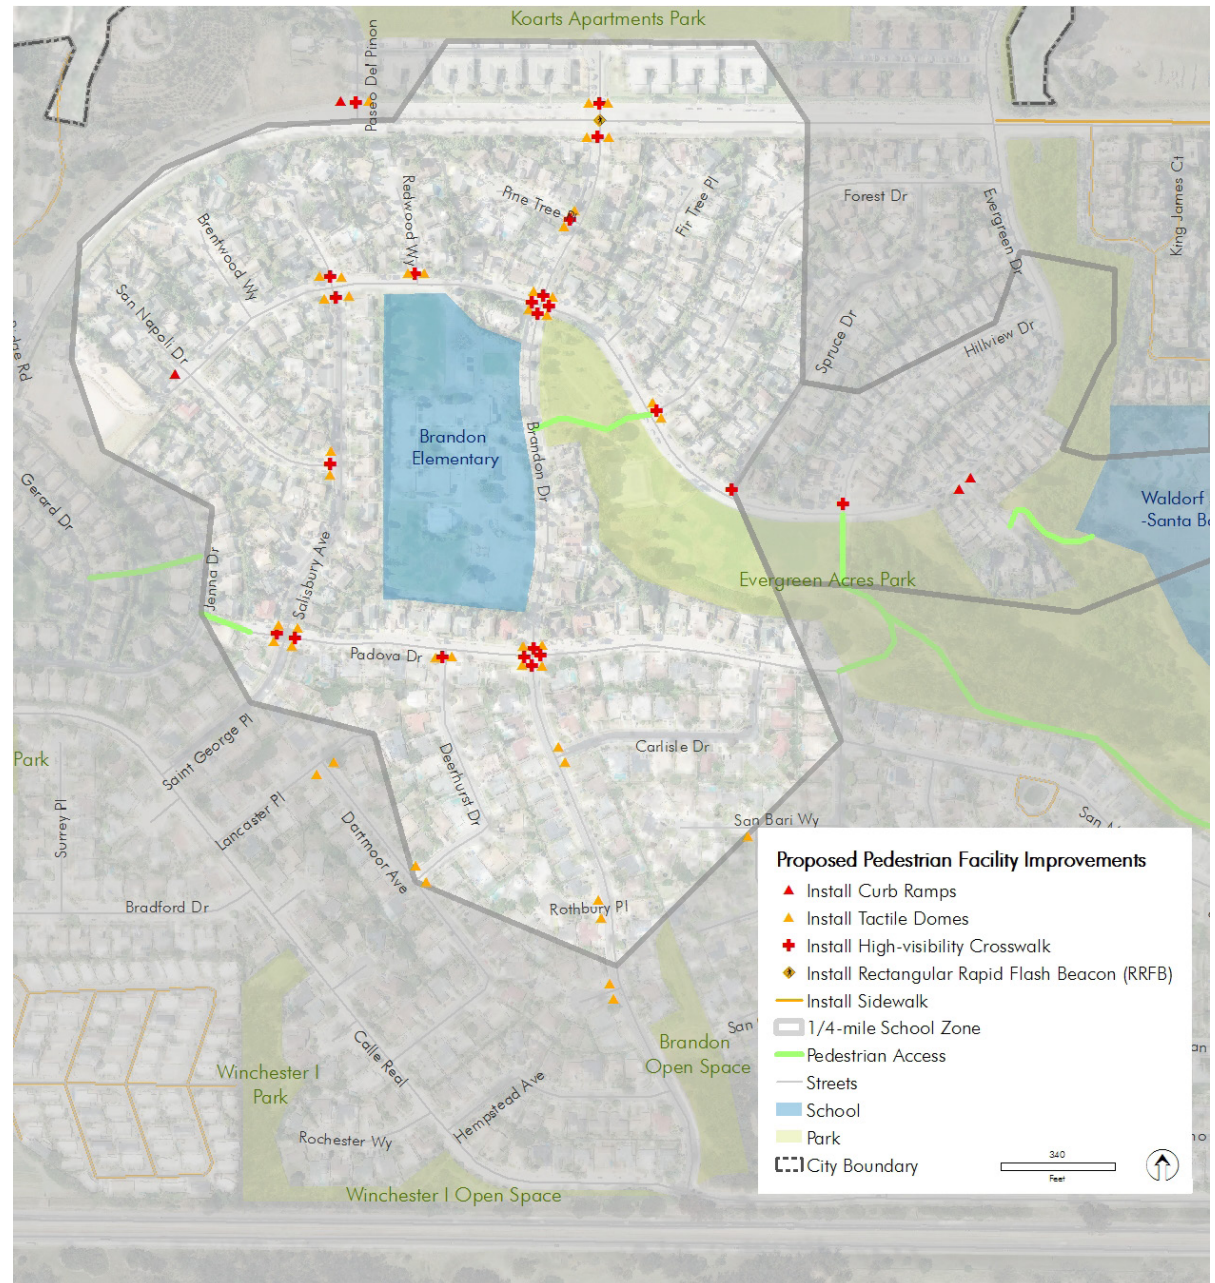 Koarts Apartments Park
Paseo Del Pinon
King James Ct
Forest Dr
Evergreen Dr
Redwood Wy
Pine Tree
Fir Tree Pl
Brentwood Wy
San Napoli Dr
Ridge Rd
Spruce Dr
Hillview Dr
Brandon
Elementary
Brandon Dr
Gerard Dr
Waldorf
-Santa Ba
Salisbury Ave
Jenna Dr
Evergreen Acres Park
Padova Dr
Saint George Pl
Park
Carlisle Dr
Deerhurst Dr
Surrey Pl
Lancaster Pl
Dartmoor Ave
San Bari Wy
San
Bradford Dr
Rothbury Pl
Proposed Pedestrian Facility Improvements
Install Curb Ramps
Install Tactile Domes
Install High-visibility Crosswalk
Install Rectangular Rapid Flash Beacon (RRFB)
Install Sidewalk
1/4-mile School Zone
Pedestrian Access
Streets
School
Park
City Boundary
340
Feet
San
Brandon
Open Space
Calle Real
Winchester I
Park
Hempstead Ave
Rochester Wy
Winchester I Open Space